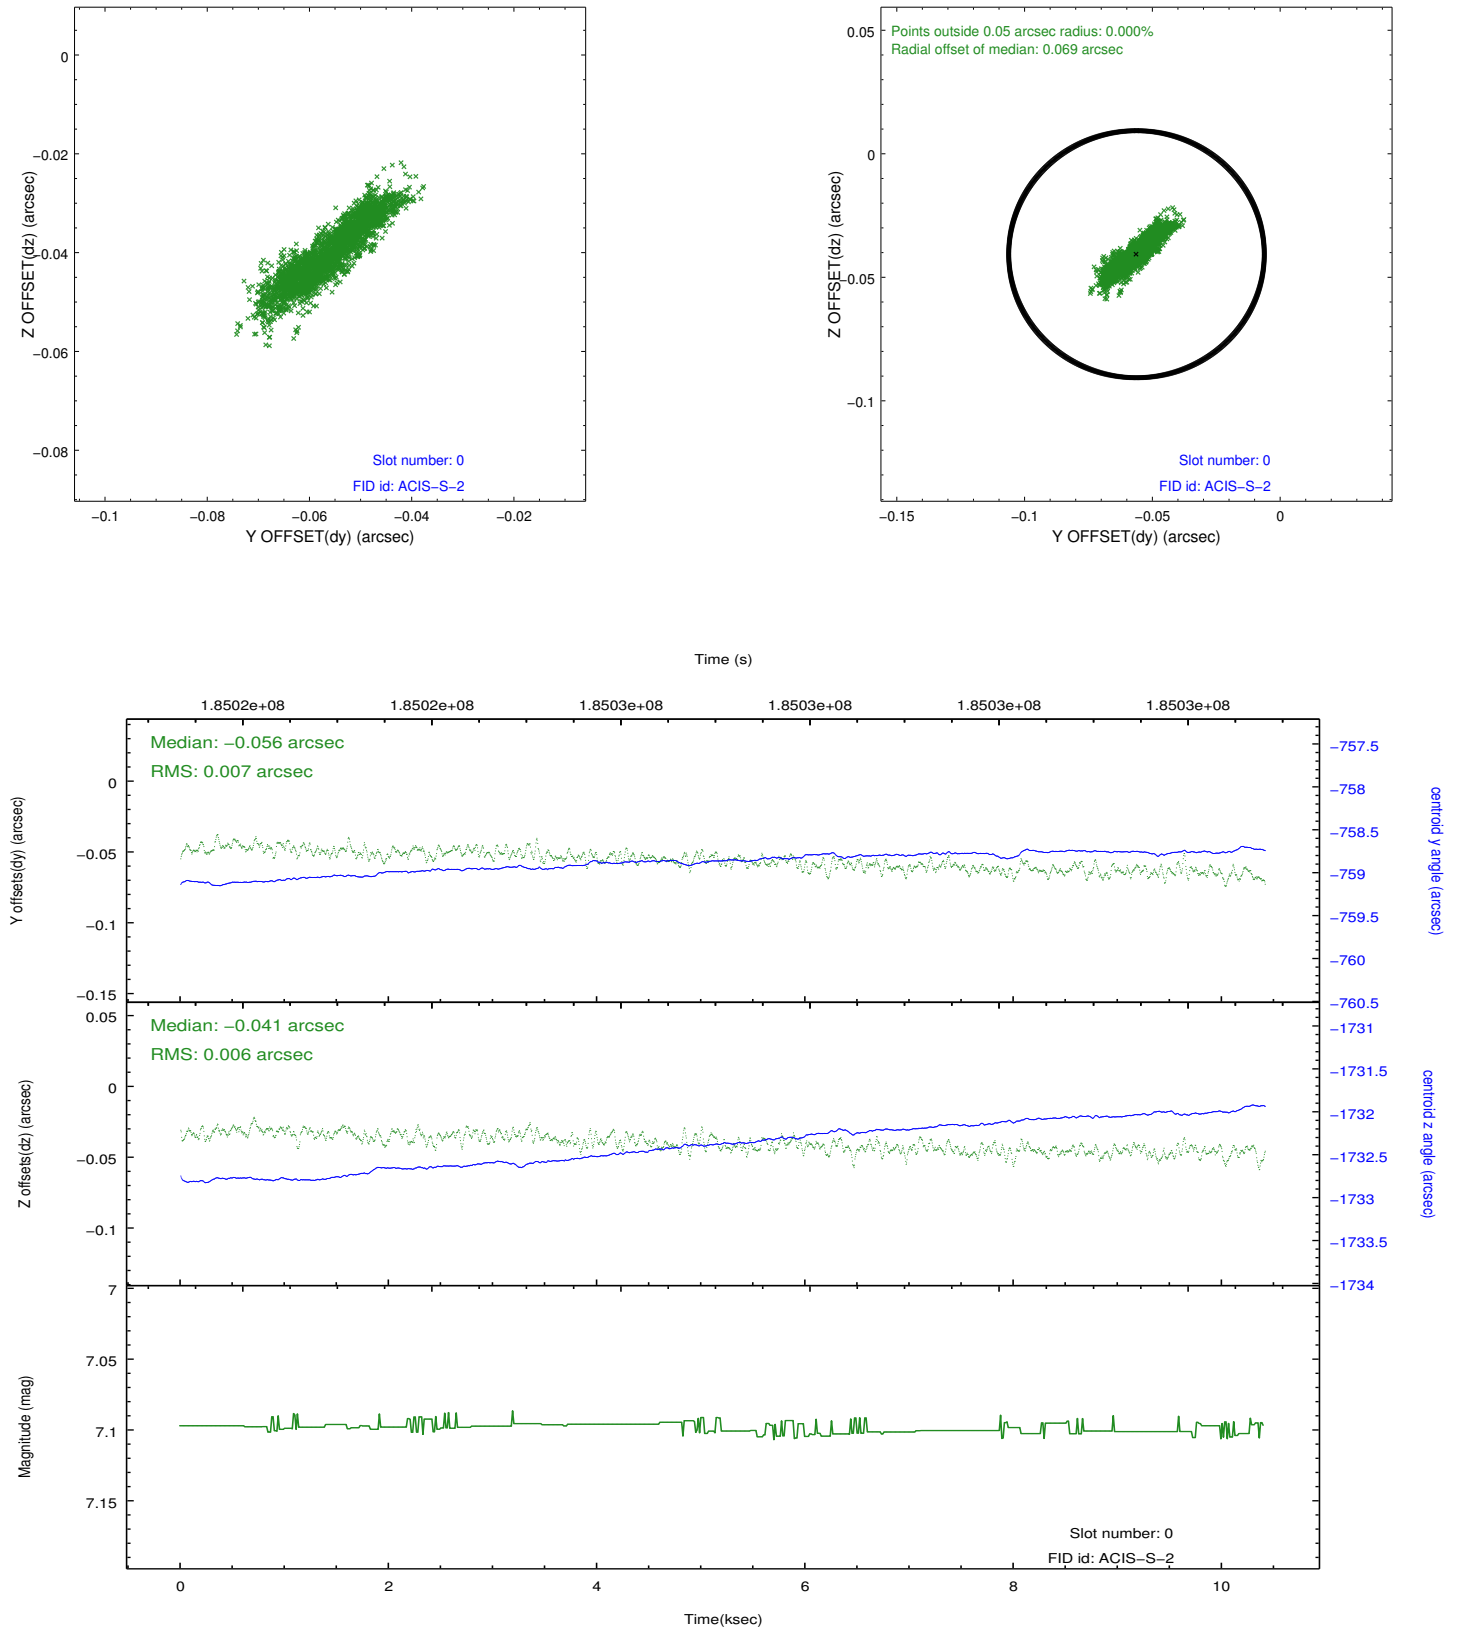 0
−0.02
−0.04
−0.06
−0.08
Z OFFSET(dz) (arcsec)
Slot number: 0
FID id: ACIS−S−2
−0.1 −0.08 −0.06 −0.04 −0.02
Y OFFSET(dy) (arcsec)
0.05
0
−0.05
−0.1
Z OFFSET(dz) (arcsec)
Points outside 0.05 arcsec radius: 0.000%
Radial offset of median: 0.069 arcsec
Slot number: 0
FID id: ACIS−S−2
−0.15 −0.1 −0.05 0
Y OFFSET(dy) (arcsec)
Time (s)
1.8502e+08 1.8502e+08 1.8503e+08 1.8503e+08 1.8503e+08 1.8503e+08
Median: −0.056 arcsec
RMS: 0.007 arcsec
0
−0.05
−0.1
−0.15
Y offsets(dy) (arcsec)
−757.5
−758
−758.5
−759
−759.5
−760
−760.5
centroid y angle (arcsec)
Median: −0.041 arcsec
RMS: 0.006 arcsec
0.05
0
−0.05
−0.1
Z offsets(dz) (arcsec)
−1731
−1731.5
−1732
−1732.5
−1733
−1733.5
−1734
centroid z angle (arcsec)
7
7.05
7.1
7.15
Magnitude (mag)
Slot number: 0
FID id: ACIS−S−2
0 2 4 6 8 10
Time(ksec)